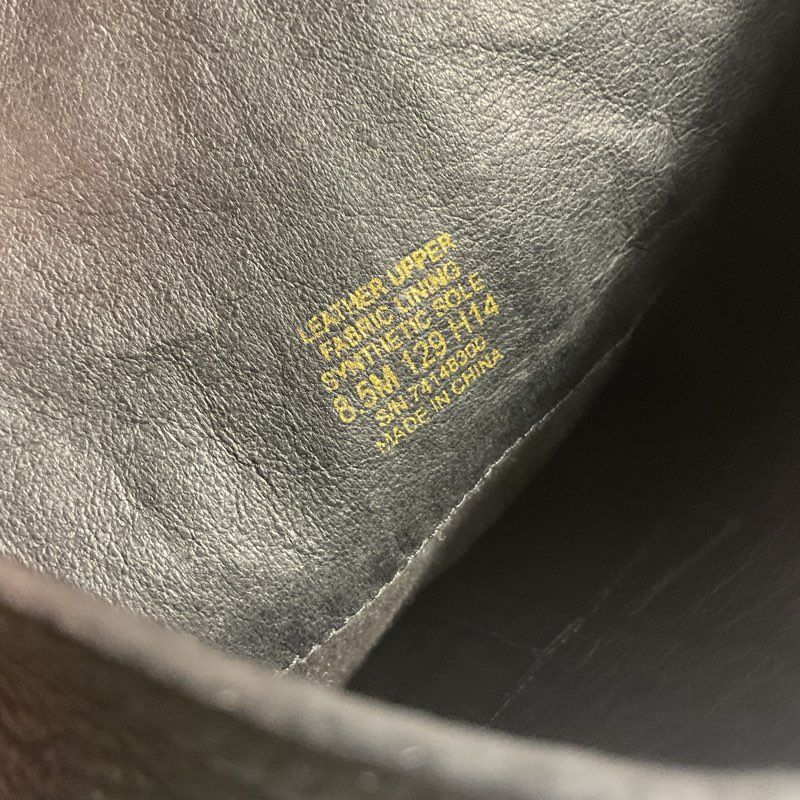 LEATHER UPPER
FABRIC LINING
SYNTHETIC SOLE
8.5M 129 H14
S/N 74148300
MADE IN CHINA